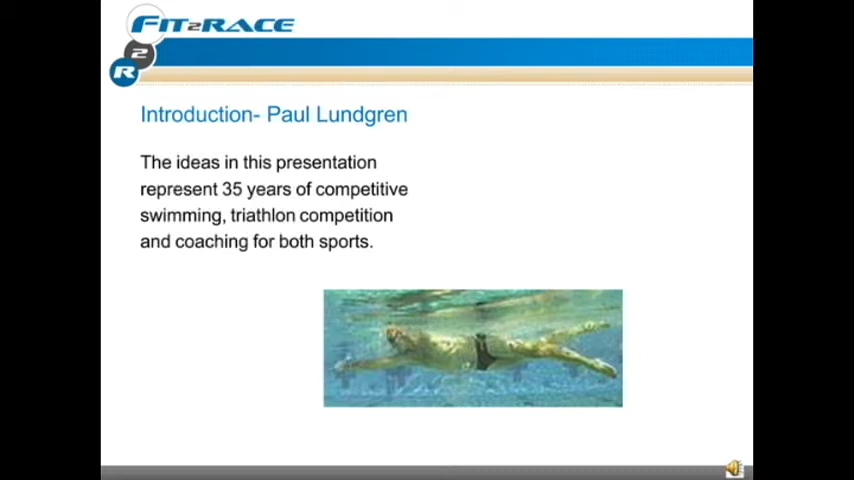 FIT2RACE
R2
Introduction- Paul Lundgren
The ideas in this presentation
represent 35 years of competitive
swimming, triathlon competition
and coaching for both sports.